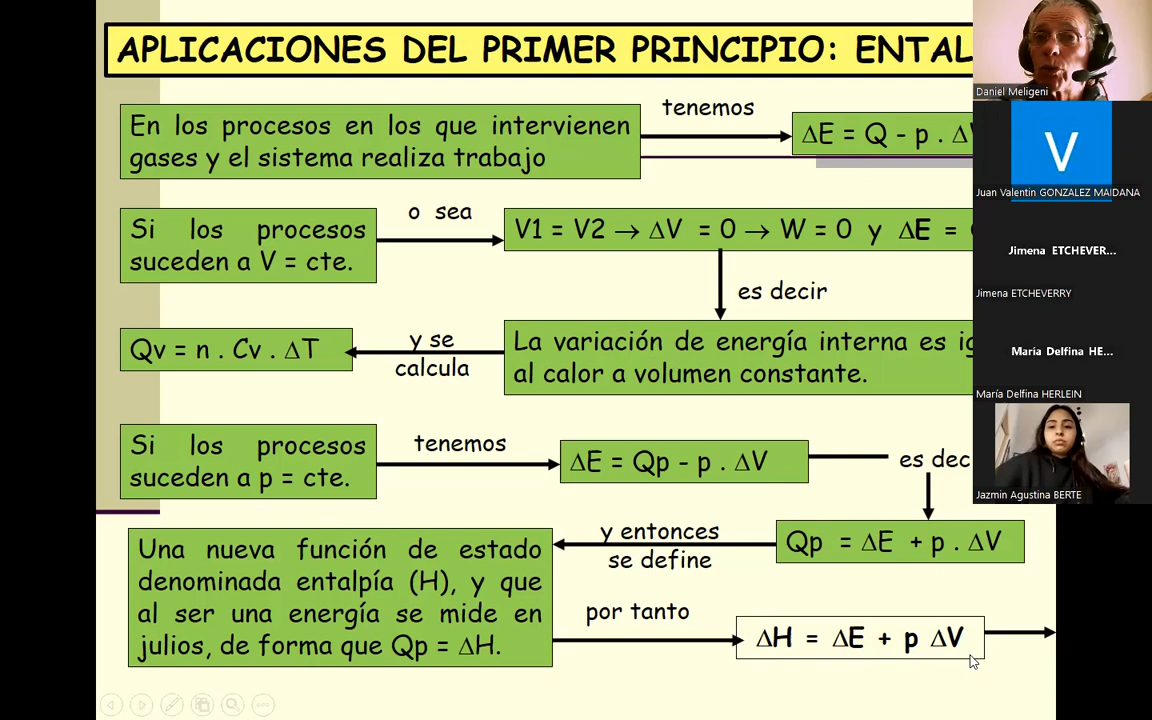 APLICACIONES DEL PRIMER PRINCIPIO: ENTAL
Daniel Meligeni
En los procesos en los que intervienen
gases y el sistema realiza trabajo
tenemos
ΔE = Q - p . ΔV
V
Juan Valentin GONZALEZ MAIDANA
Si los procesos
suceden a V = cte.
o sea
V1 = V2 → ΔV = 0 → W = 0 y ΔE =
Jimena ETCHEVER...
Jimena ETCHEVERRY
es decir
Qv = n . Cv . ΔT
y se
calcula
La variación de energía interna es ig
al calor a volumen constante.
María Delfina HE...
María Delfina HERLEIN
Si los procesos
suceden a p = cte.
tenemos
ΔE = Qp - p . ΔV
es dec
Jazmin Agustina BERTE
Qp = ΔE + p . ΔV
y entonces
se define
Una nueva función de estado
denominada entalpía (H), y que
al ser una energía se mide en
julios, de forma que Qp = ΔH.
por tanto
ΔH = ΔE + p ΔV